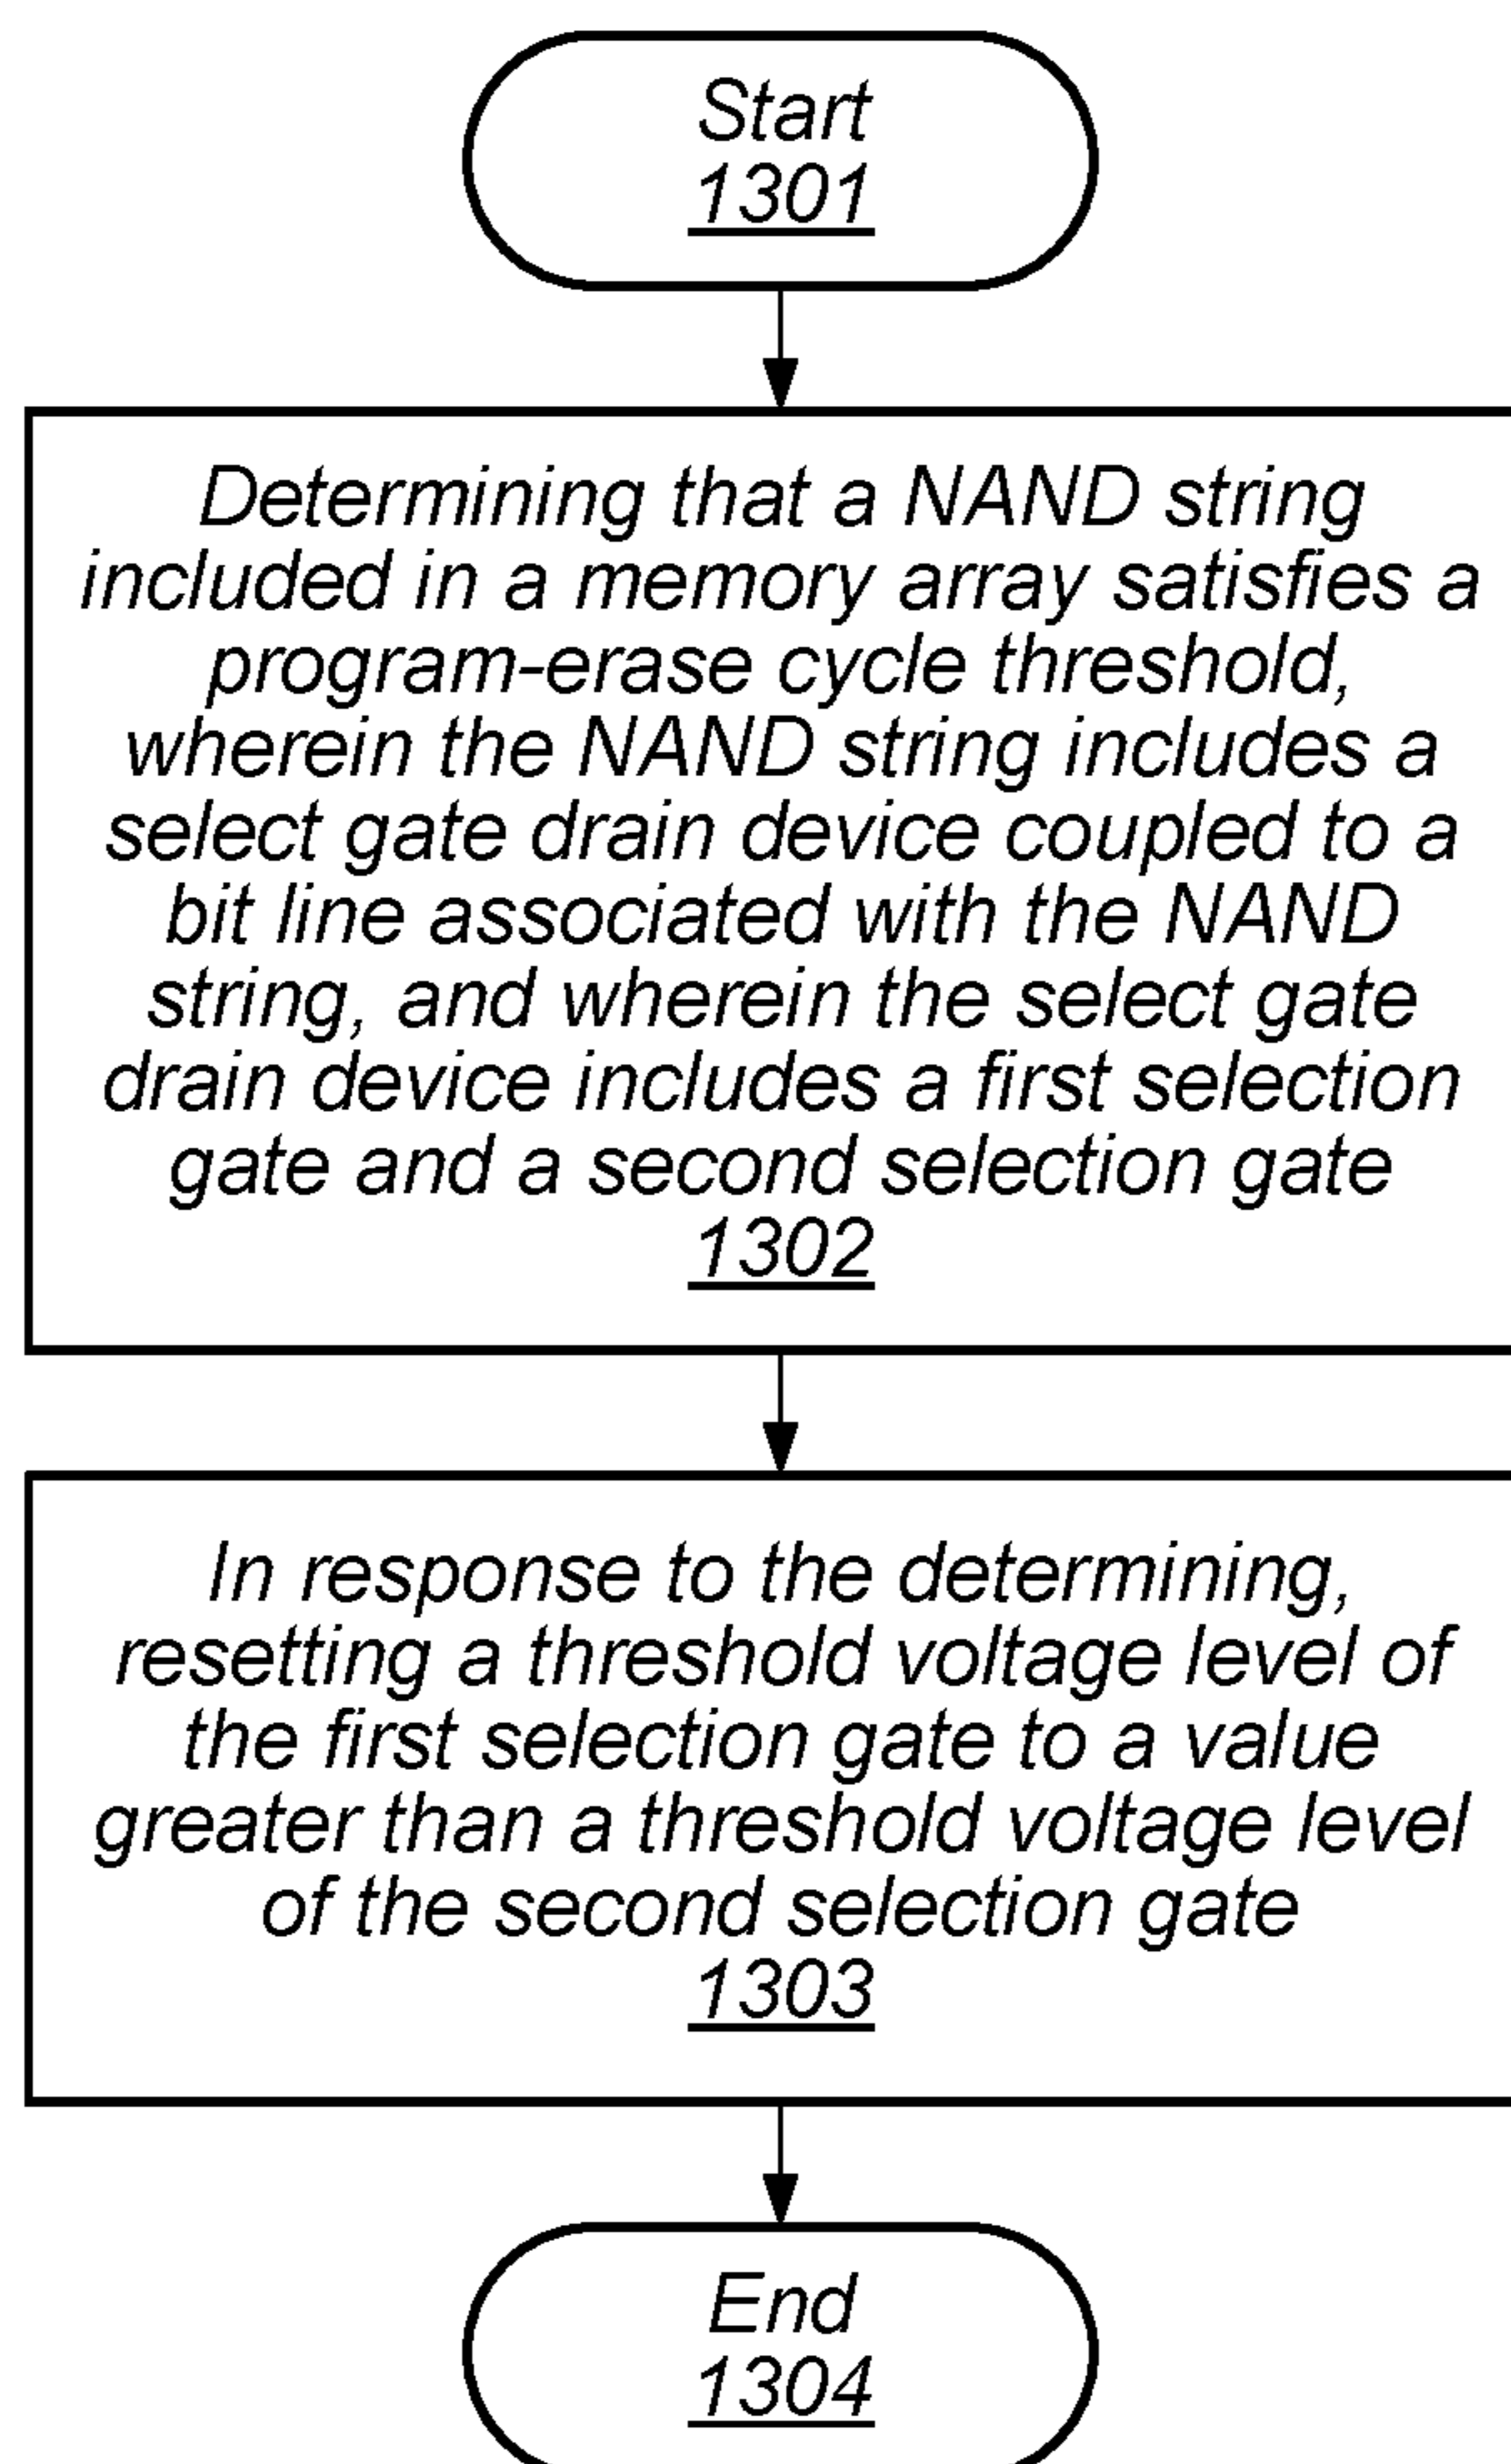 Start
1301
Determining that a NAND string
included in a memory array satisfies a
program-erase cycle threshold,
wherein the NAND string includes a
select gate drain device coupled to a
bit line associated with the NAND
string, and wherein the select gate
drain device includes a first selection
gate and a second selection gate
1302
In response to the determining,
resetting a threshold voltage level of
the first selection gate to a value
greater than a threshold voltage level
of the second selection gate
1303
End
1304